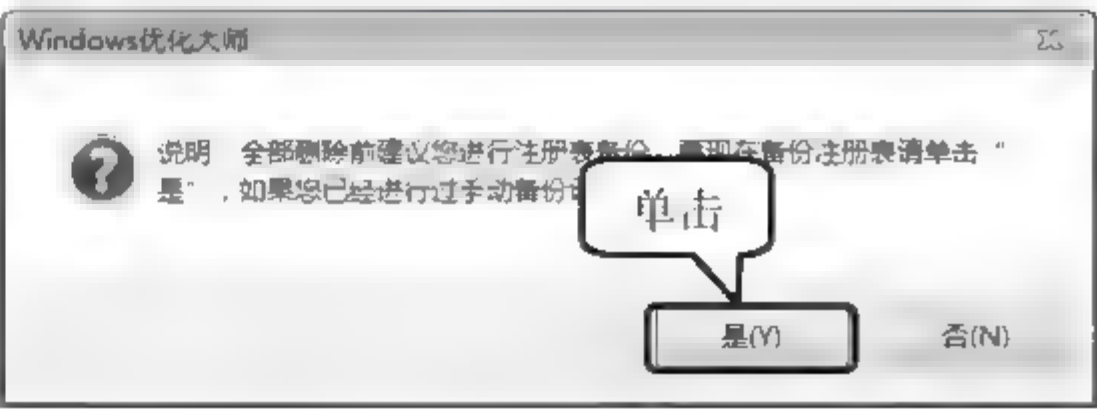 Windows优化大师
说明 全部删除前建议您进行注册表备份 要现在备份注册表请单击“
是”,如果您已经进行过手动备份
单击
是(Y) 否(N)